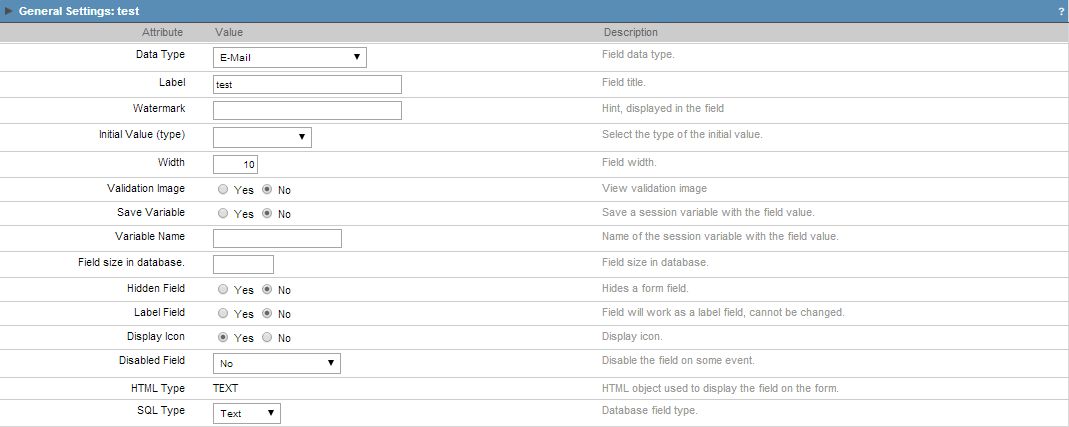 General Settings: test ?
Attribute Value Description
Data Type E-Mail Field data type.
Label test Field title.
Watermark Hint, displayed in the field
Initial Value (type) Select the type of the initial value.
Width 10 Field width.
Validation Image Yes No View validation image
Save Variable Yes No Save a session variable with the field value.
Variable Name Name of the session variable with the field value.
Field size in database. Field size in database.
Hidden Field Yes No Hides a form field.
Label Field Yes No Field will work as a label field, cannot be changed.
Display Icon Yes No Display icon.
Disabled Field No Disable the field on some event.
HTML Type TEXT HTML object used to display the field on the form.
SQL Type Text Database field type.